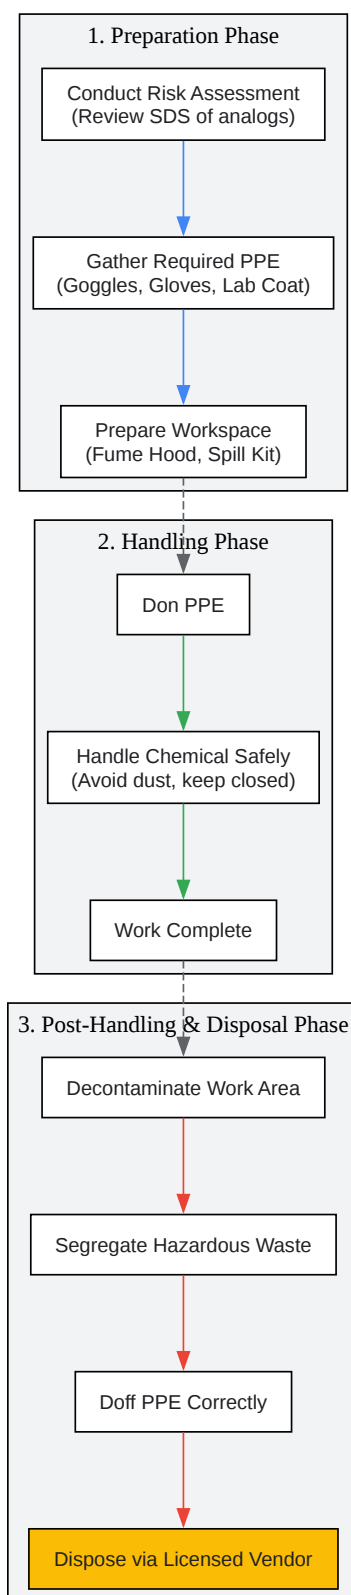 1. Preparation Phase
Conduct Risk Assessment
(Review SDS of analogs)
Gather Required PPE
(Goggles, Gloves, Lab Coat)
Prepare Workspace
(Fume Hood, Spill Kit)
2. Handling Phase
Don PPE
Handle Chemical Safely
(Avoid dust, keep closed)
Work Complete
3. Post-Handling & Disposal Phase
Decontaminate Work Area
Segregate Hazardous Waste
Doff PPE Correctly
Dispose via Licensed Vendor